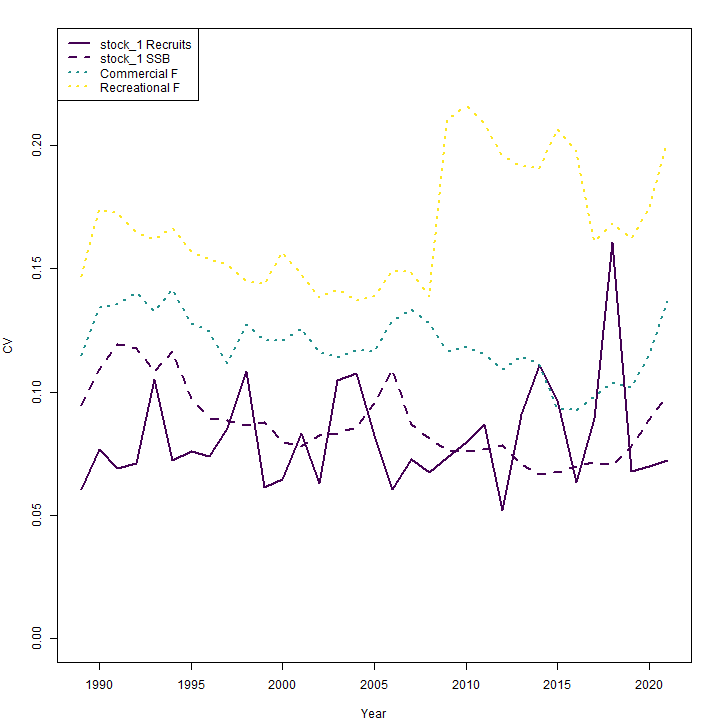 stock_1 Recruits
stock_1 SSB
Commercial F
Recreational F
0.20
0.15
0.10
0.05
0.00
CV
1990 1995 2000 2005 2010 2015 2020
Year